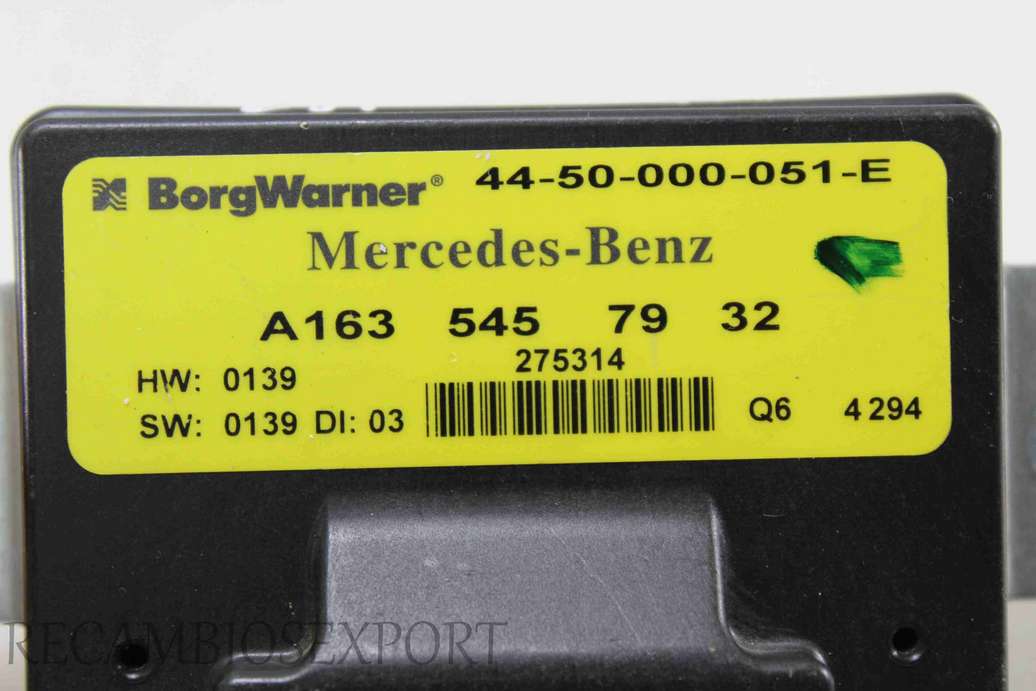 BorgWarner® 44-50-000-051-E
Mercedes-Benz
A163 545 79 32
275314
HW: 0139
SW: 0139 DI: 03 Q6 4 294
RECAMBIOSEXPORT